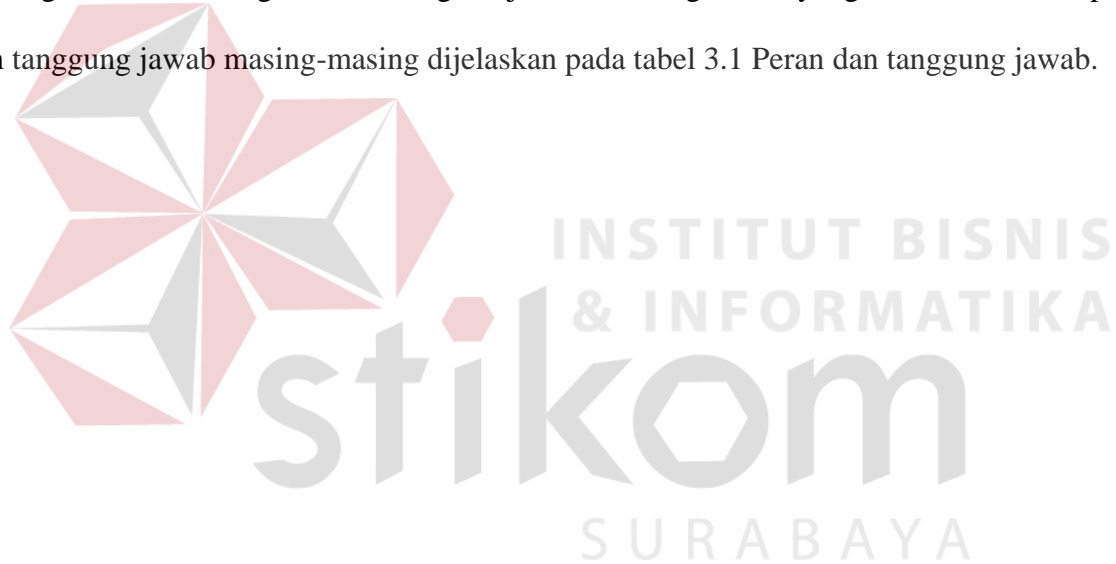 tanggung jawab masing-masing dijelaskan pada tabel 3.1 Peran dan tanggung jawab.
INSTITUT BISNIS
& INFORMATIKA
stikom
SURABAYA